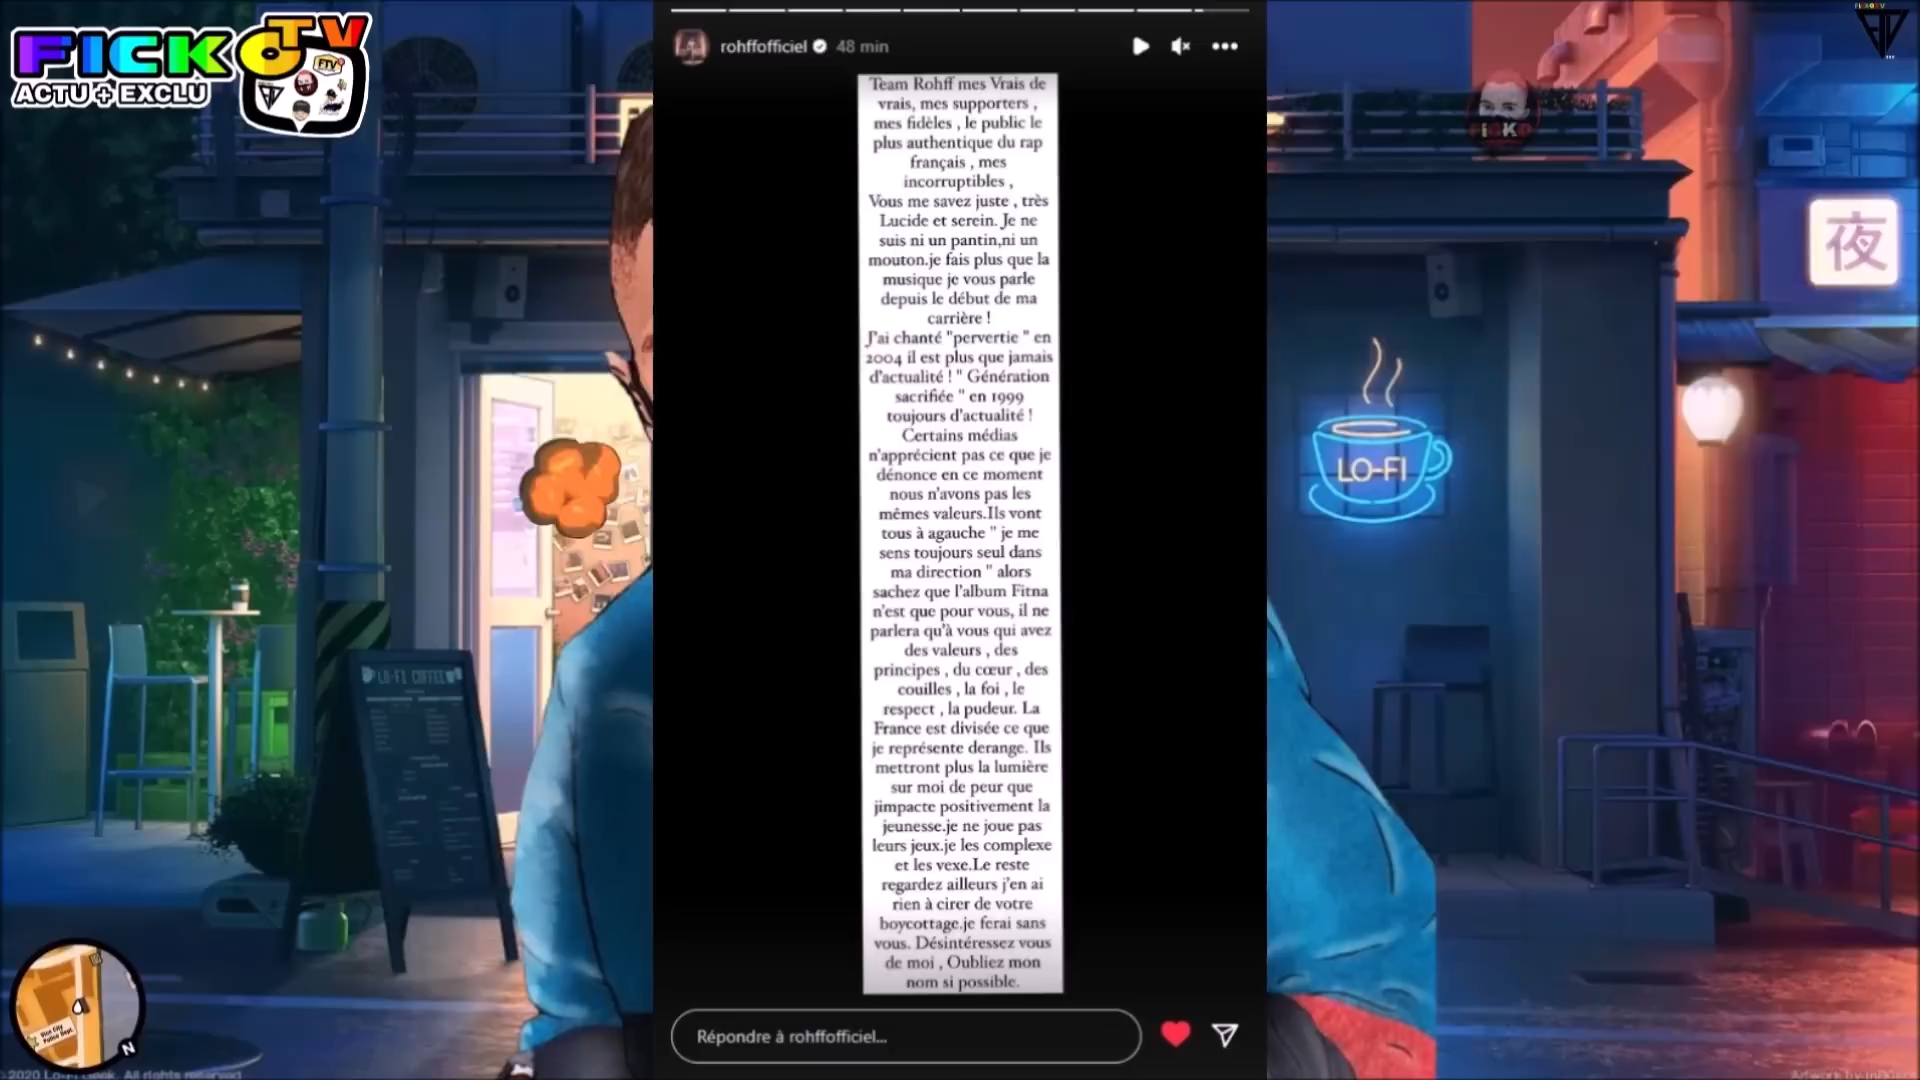 FICKO TV
ACTU + EXCLU
FTV
rohffofficiel 48 min
Team Rohff mes Vrais de
vrais, mes supporters ,
mes fidèles , le public le
plus authentique du rap
français , mes
incorruptibles ,
Vous me savez juste , très
Lucide et serein. Je ne
suis ni un pantin,ni un
mouton.je fais plus que la
musique je vous parle
depuis le début de ma
carrière !
J'ai chanté "pervertie " en
2004 il est plus que jamais
d'actualité ! " Génération
sacrifiée " en 1999
toujours d'actualité !
Certains médias
n'apprécient pas ce que je
dénonce en ce moment
nous n'avons pas les
mêmes valeurs.Ils vont
tous à agauche " je me
sens toujours seul dans
ma direction " alors
sachez que l'album Fitna
n'est que pour vous, il ne
parlera qu'à vous qui avez
des valeurs , des
principes , du cœur , des
couilles , la foi , le
respect , la pudeur. La
France est divisée ce que
je représente derange. Ils
mettront plus la lumière
sur moi de peur que
jimpacte positivement la
jeunesse.je ne joue pas
leurs jeux.je les complexe
et les vexe.Le reste
regardez ailleurs j'en ai
rien à cirer de votre
boycottage.je ferai sans
vous. Désintéressez vous
de moi , Oubliez mon
nom si possible.
Répondre à rohffofficiel...
FICKO
夜
LO-FI
LO-FI COFFEE
Vice City
Police Dept.
N